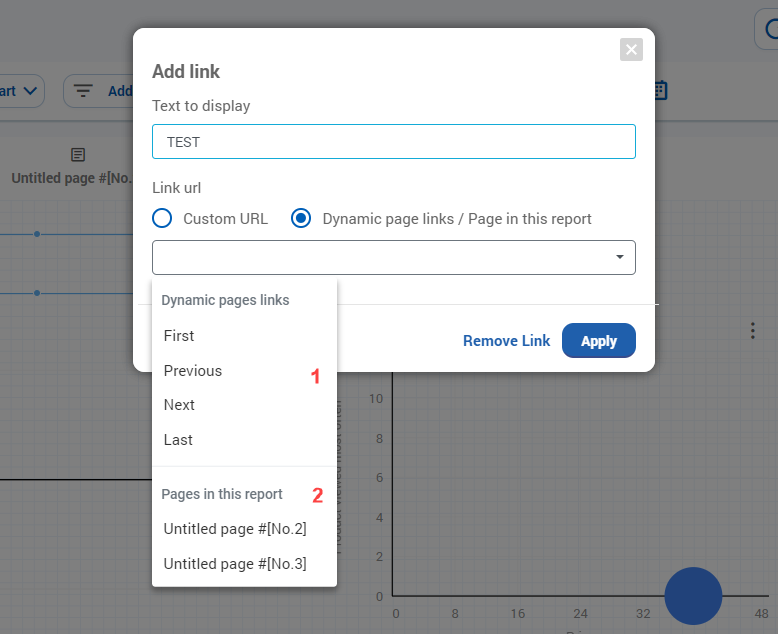 Add link
Text to display
TEST
art
Add
Untitled page #[No.
Link url
Custom URL
Dynamic page links / Page in this report
Dynamic pages links
First
Previous
1
Next
Last
Pages in this report
2
Untitled page #[No.2]
Untitled page #[No.3]
Remove Link
Apply
10
8
6
4
2
0
0 8 16 24 32 48